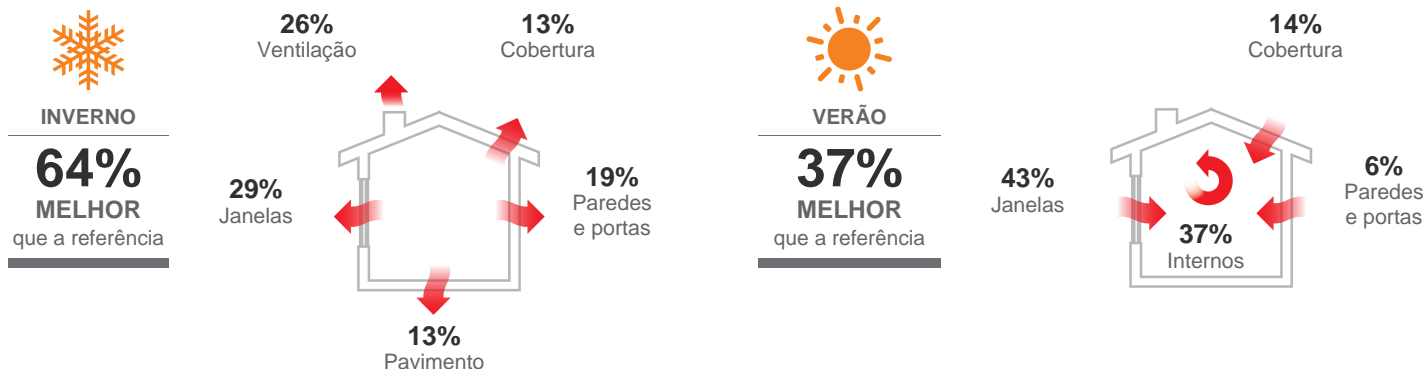 INVERNO
64%
MELHOR
que a referência
26%
Ventilação
13%
Cobertura
29%
Janelas
19%
Paredes
e portas
13%
Pavimento
VERÃO
37%
MELHOR
que a referência
14%
Cobertura
43%
Janelas
6%
Paredes
e portas
37%
Internos